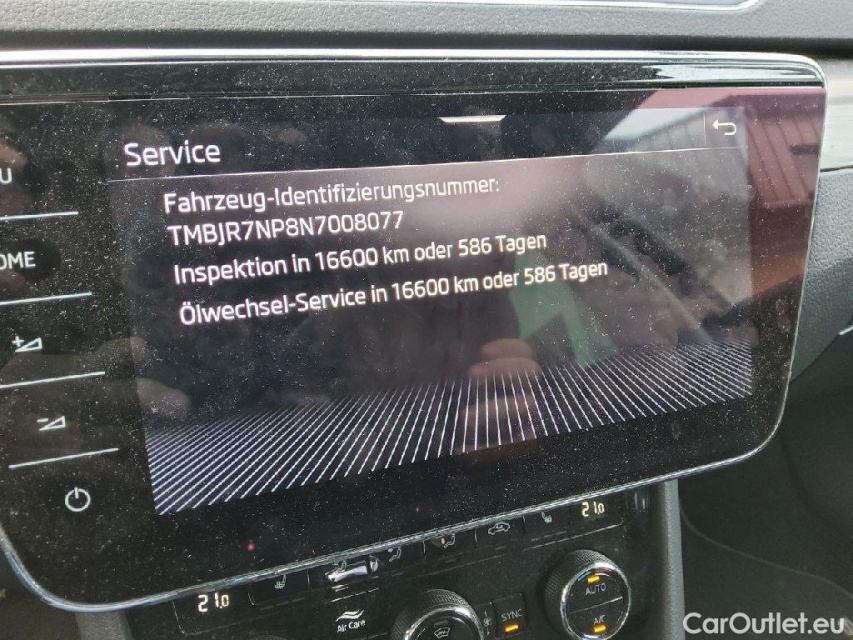 Service
Fahrzeug-Identifizierungsnummer:
TMBJR7NP8N7008077
Inspektion in 16600 km oder 586 Tagen
Ölwechsel-Service in 16600 km oder 586 Tagen
U
OME
21.0
21.0
Air Care
SYNC
AUTO
A/C
CarOutlet.eu